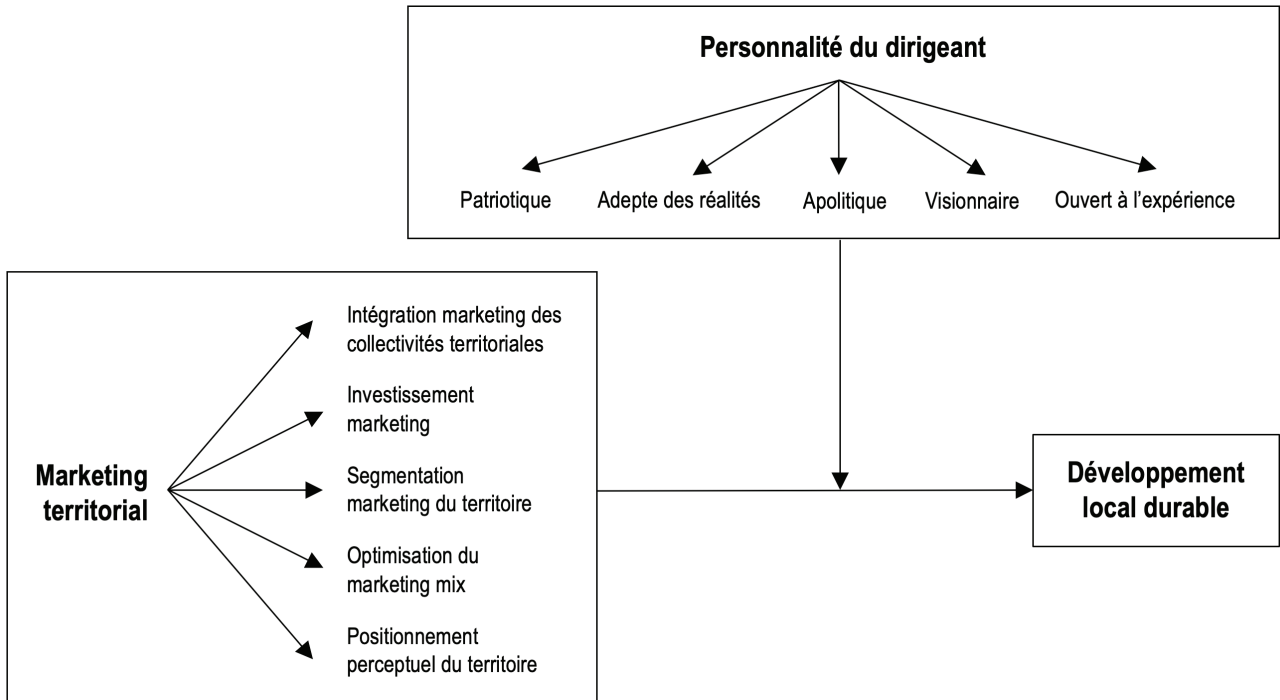 Personnalité du dirigeant
Patriotique
Adepte des réalités
Apolitique
Visionnaire
Ouvert à l’expérience
Marketing
territorial
Intégration marketing des
collectivités territoriales
Investissement
marketing
Segmentation
marketing du territoire
Optimisation du
marketing mix
Positionnement
perceptuel du territoire
Développement
local durable